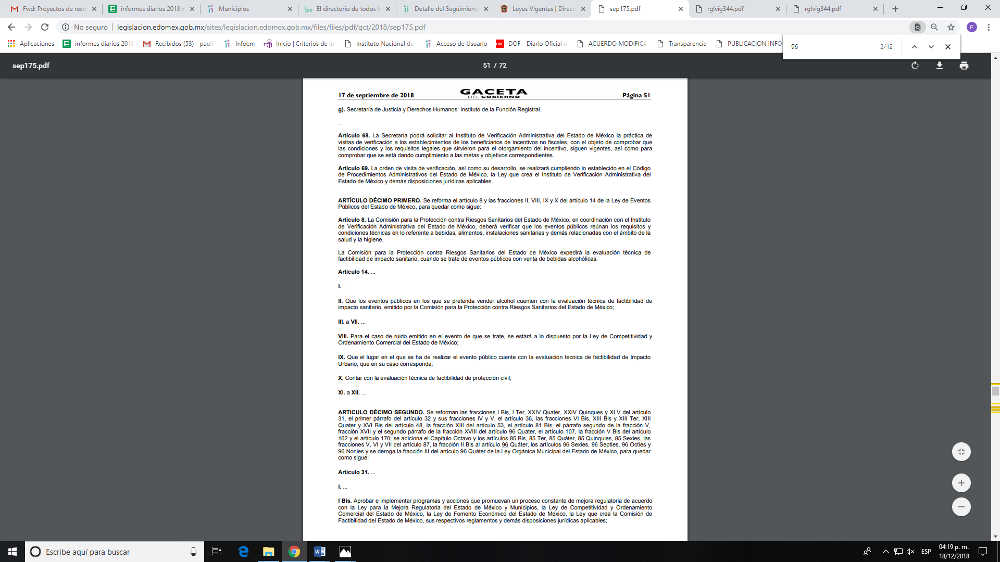 Fwd: Proyectos de reso
informes diarios 2018.x
Municipios
El directorio de todos l
Detalle del Seguimient
Leyes Vigentes | Direcc
sep175.pdf
rglvig344.pdf
rglvig344.pdf
No seguro
legislacion.edomex.gob.mx/sites/legislacion.edomex.gob.mx/files/files/pdf/gct/2018/sep175.pdf
P
Aplicaciones
informes diarios 2018
Recibidos (53) - pauli
Infoem
Inicio | Criterios de In
Instituto Nacional de
Acceso de Usuario
DOF
DOF - Diario Oficial d
ACUERDO MODIFICA
Transparencia
PUBLICACION INFO
96
2/12
sep175.pdf
51 / 72
17 de septiembre de 2018
GACETA
DEL GOBIERNO
Página 51
g). Secretaría de Justicia y Derechos Humanos: Instituto de la Función Registral.
...
Artículo 68. La Secretaría podrá solicitar al Instituto de Verificación Administrativa del Estado de México la práctica de
visitas de verificación a los establecimientos de los beneficiarios de incentivos no fiscales, con el objeto de comprobar que
las condiciones y los requisitos legales que sirvieron para el otorgamiento del incentivo, siguen vigentes, así como para
comprobar que se está dando cumplimiento a las metas y objetivos correspondientes.
Artículo 69. La orden de visita de verificación, así como su desarrollo, se realizará cumpliendo lo establecido en el Código
de Procedimientos Administrativos del Estado de México, la Ley que crea el Instituto de Verificación Administrativa del
Estado de México y demás disposiciones jurídicas aplicables.
ARTÍCULO DÉCIMO PRIMERO. Se reforma el artículo 8 y las fracciones II, VIII, IX y X del artículo 14 de la Ley de Eventos
Públicos del Estado de México, para quedar como sigue:
Artículo 8. La Comisión para la Protección contra Riesgos Sanitarios del Estado de México, en coordinación con el Instituto
de Verificación Administrativa del Estado de México, deberá verificar que los eventos públicos reúnan los requisitos y
condiciones técnicas en lo referente a bebidas, alimentos, instalaciones sanitarias y demás relacionadas con el ámbito de la
salud y la higiene.
La Comisión para la Protección contra Riesgos Sanitarios del Estado de México expedirá la evaluación técnica de
factibilidad de impacto sanitario, cuando se trate de eventos públicos con venta de bebidas alcohólicas.
Artículo 14. ...
I. ...
II. Que los eventos públicos en los que se pretenda vender alcohol cuenten con la evaluación técnica de factibilidad de
impacto sanitario, emitido por la Comisión para la Protección contra Riesgos Sanitarios del Estado de México;
III. a VII. ...
VIII. Para el caso de ruido emitido en el evento de que se trate, se estará a lo dispuesto por la Ley de Competitividad y
Ordenamiento Comercial del Estado de México;
IX. Que el lugar en el que se ha de realizar el evento público cuente con la evaluación técnica de factibilidad de Impacto
Urbano, que en su caso corresponda;
X. Contar con la evaluación técnica de factibilidad de protección civil;
XI. a XII. ...
ARTICULO DÉCIMO SEGUNDO. Se reforman las fracciones I Bis, I Ter, XXIV Quater, XXIV Quinques y XLV del artículo
31, el primer párrafo del artículo 32 y sus fracciones IV y V, el artículo 36, las fracciones VI Bis, XIII Bis y XIII Ter, XIII
Quater y XVI Bis del artículo 48, la fracción XIII del artículo 53, el artículo 81 Bis, el párrafo segundo de la fracción V,
fracción XVII y el segundo párrafo de la fracción XVIII del artículo 96 Quater, el artículo 107, la fracción V Bis del artículo
162 y el artículo 170; se adiciona el Capítulo Octavo y los artículos 85 Bis, 85 Ter, 85 Quáter, 85 Quinquies, 85 Sexies, las
fracciones V, VI y VII del artículo 87, la fracción II Bis al artículo 96 Quáter, los artículos 96 Sexies, 96 Septies, 96 Octies y
96 Nonies y se deroga la fracción III del artículo 96 Quáter de la Ley Orgánica Municipal del Estado de México, para quedar
como sigue:
Artículo 31. ...
I. ...
I Bis. Aprobar e implementar programas y acciones que promuevan un proceso constante de mejora regulatoria de acuerdo
con la Ley para la Mejora Regulatoria del Estado de México y Municipios, la Ley de Competitividad y Ordenamiento
Comercial del Estado de México, la Ley de Fomento Económico del Estado de México, la Ley que crea la Comisión de
Factibilidad del Estado de México, sus respectivos reglamentos y demás disposiciones jurídicas aplicables;
Escribe aquí para buscar
ESP
04:19 p. m.
18/12/2018